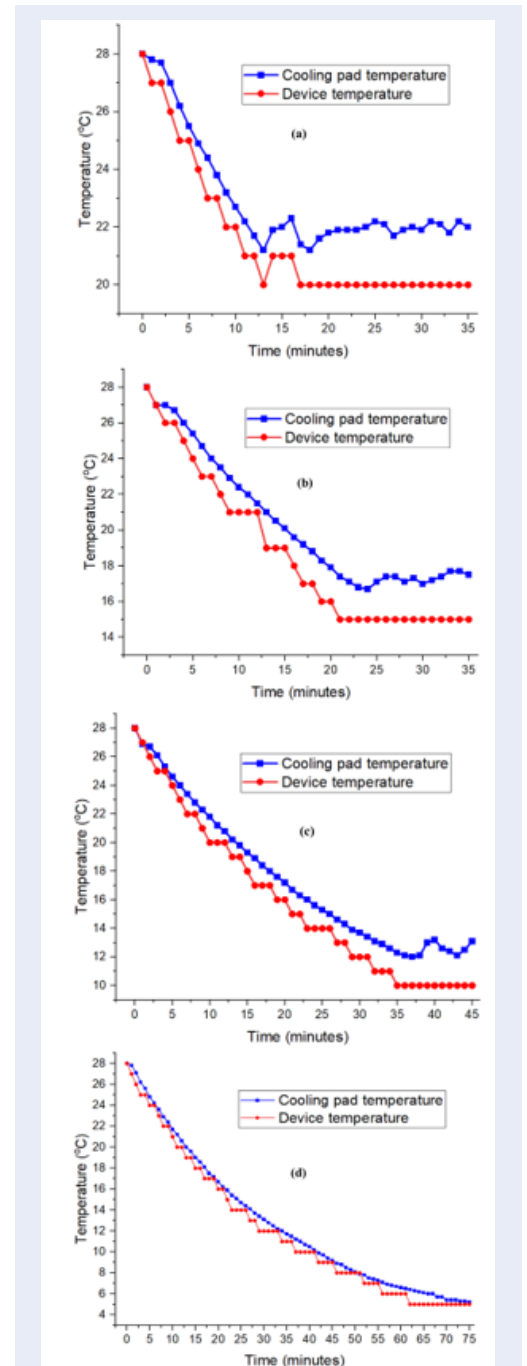 28
26
24
22
20
Temperature (°C)
Cooling pad temperature
Device temperature
(a)
0 5 10 15 20 25 30 35
Time (minutes)
28
26
24
22
20
18
16
14
Temperature (°C)
Cooling pad temperature
Device temperature
(b)
0 5 10 15 20 25 30 35
Time (minutes)
28
26
24
22
20
18
16
14
12
10
Temperature (°C)
Cooling pad temperature
Device temperature
(c)
0 5 10 15 20 25 30 35 40 45
Time (minutes)
28
26
24
22
20
18
16
14
12
10
8
6
4
Temperature (°C)
Cooling pad temperature
Device temperature
(d)
0 5 10 15 20 25 30 35 40 45 50 55 60 65 70 75
Time (minutes)